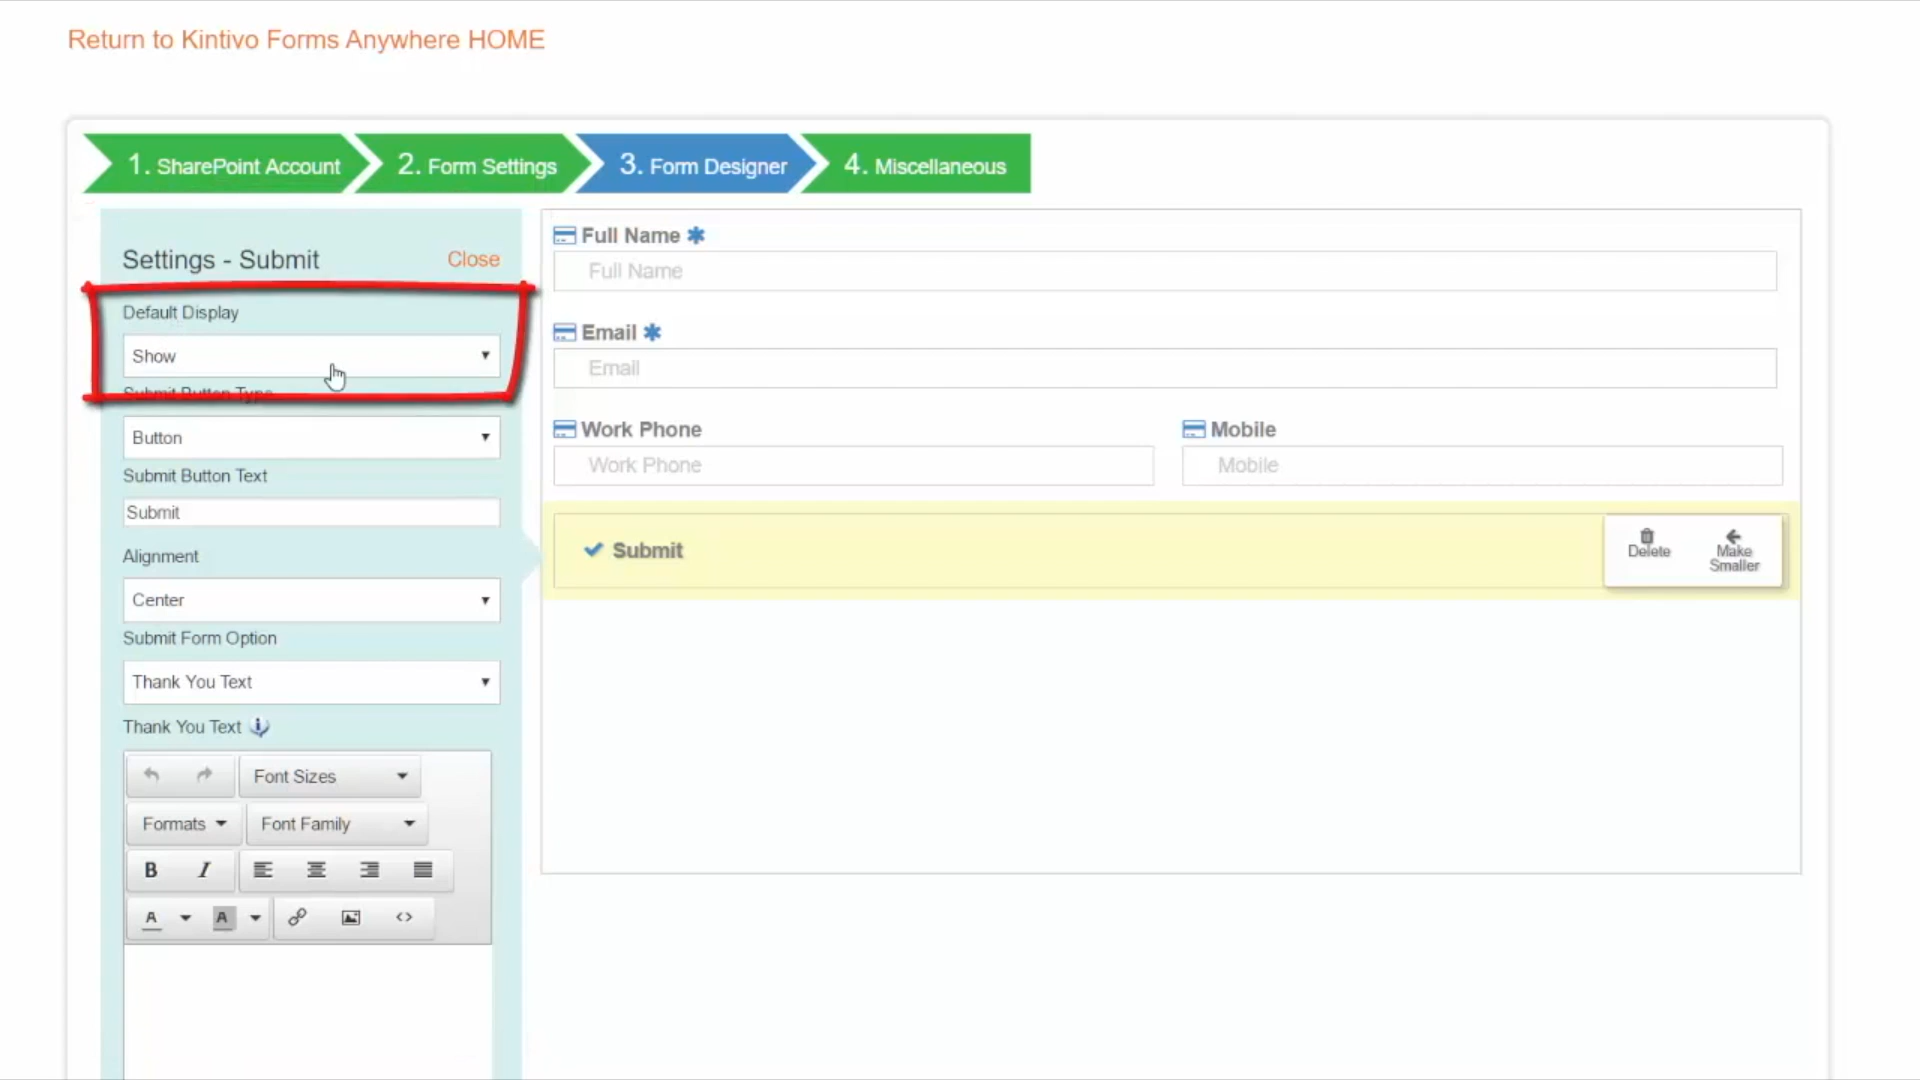 Return to Kintivo Forms Anywhere HOME
1. SharePoint Account
2. Form Settings
3. Form Designer
4. Miscellaneous
Settings - Submit
Close
Default Display
Show
Submit Button Type
Button
Submit Button Text
Submit
Alignment
Center
Submit Form Option
Thank You Text
Thank You Text
Font Sizes
Formats
Font Family
B
I
A
A
Full Name *
Full Name
Email *
Email
Work Phone
Work Phone
Mobile
Mobile
Submit
Delete
Make
Smaller